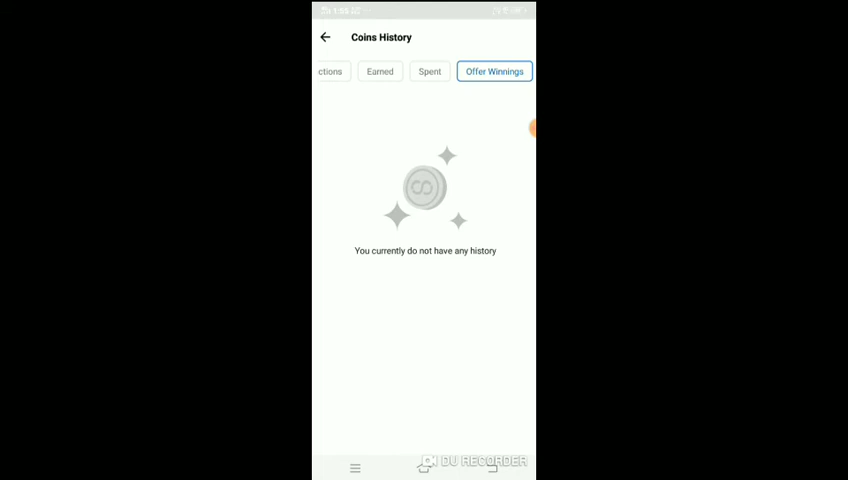 Coins History
ctions
Earned
Spent
Offer Winnings
You currently do not have any history
DU RECORDER